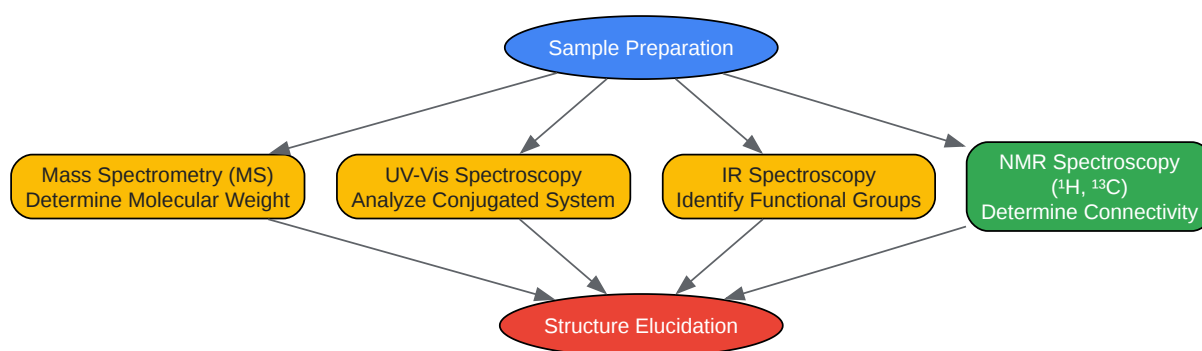 Sample Preparation
Mass Spectrometry (MS)
Determine Molecular Weight
UV-Vis Spectroscopy
Analyze Conjugated System
IR Spectroscopy
Identify Functional Groups
NMR Spectroscopy
(¹H, ¹³C)
Determine Connectivity
Structure Elucidation